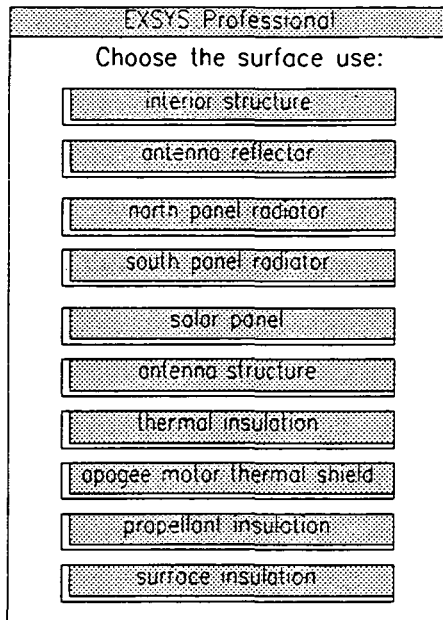 EXSYS Professional
Choose the surface use:
interior structure
antenna reflector
north panel radiator
south panel radiator
solar panel
antenna structure
thermal insulation
apogee motor thermal shield
propellant insulation
surface insulation